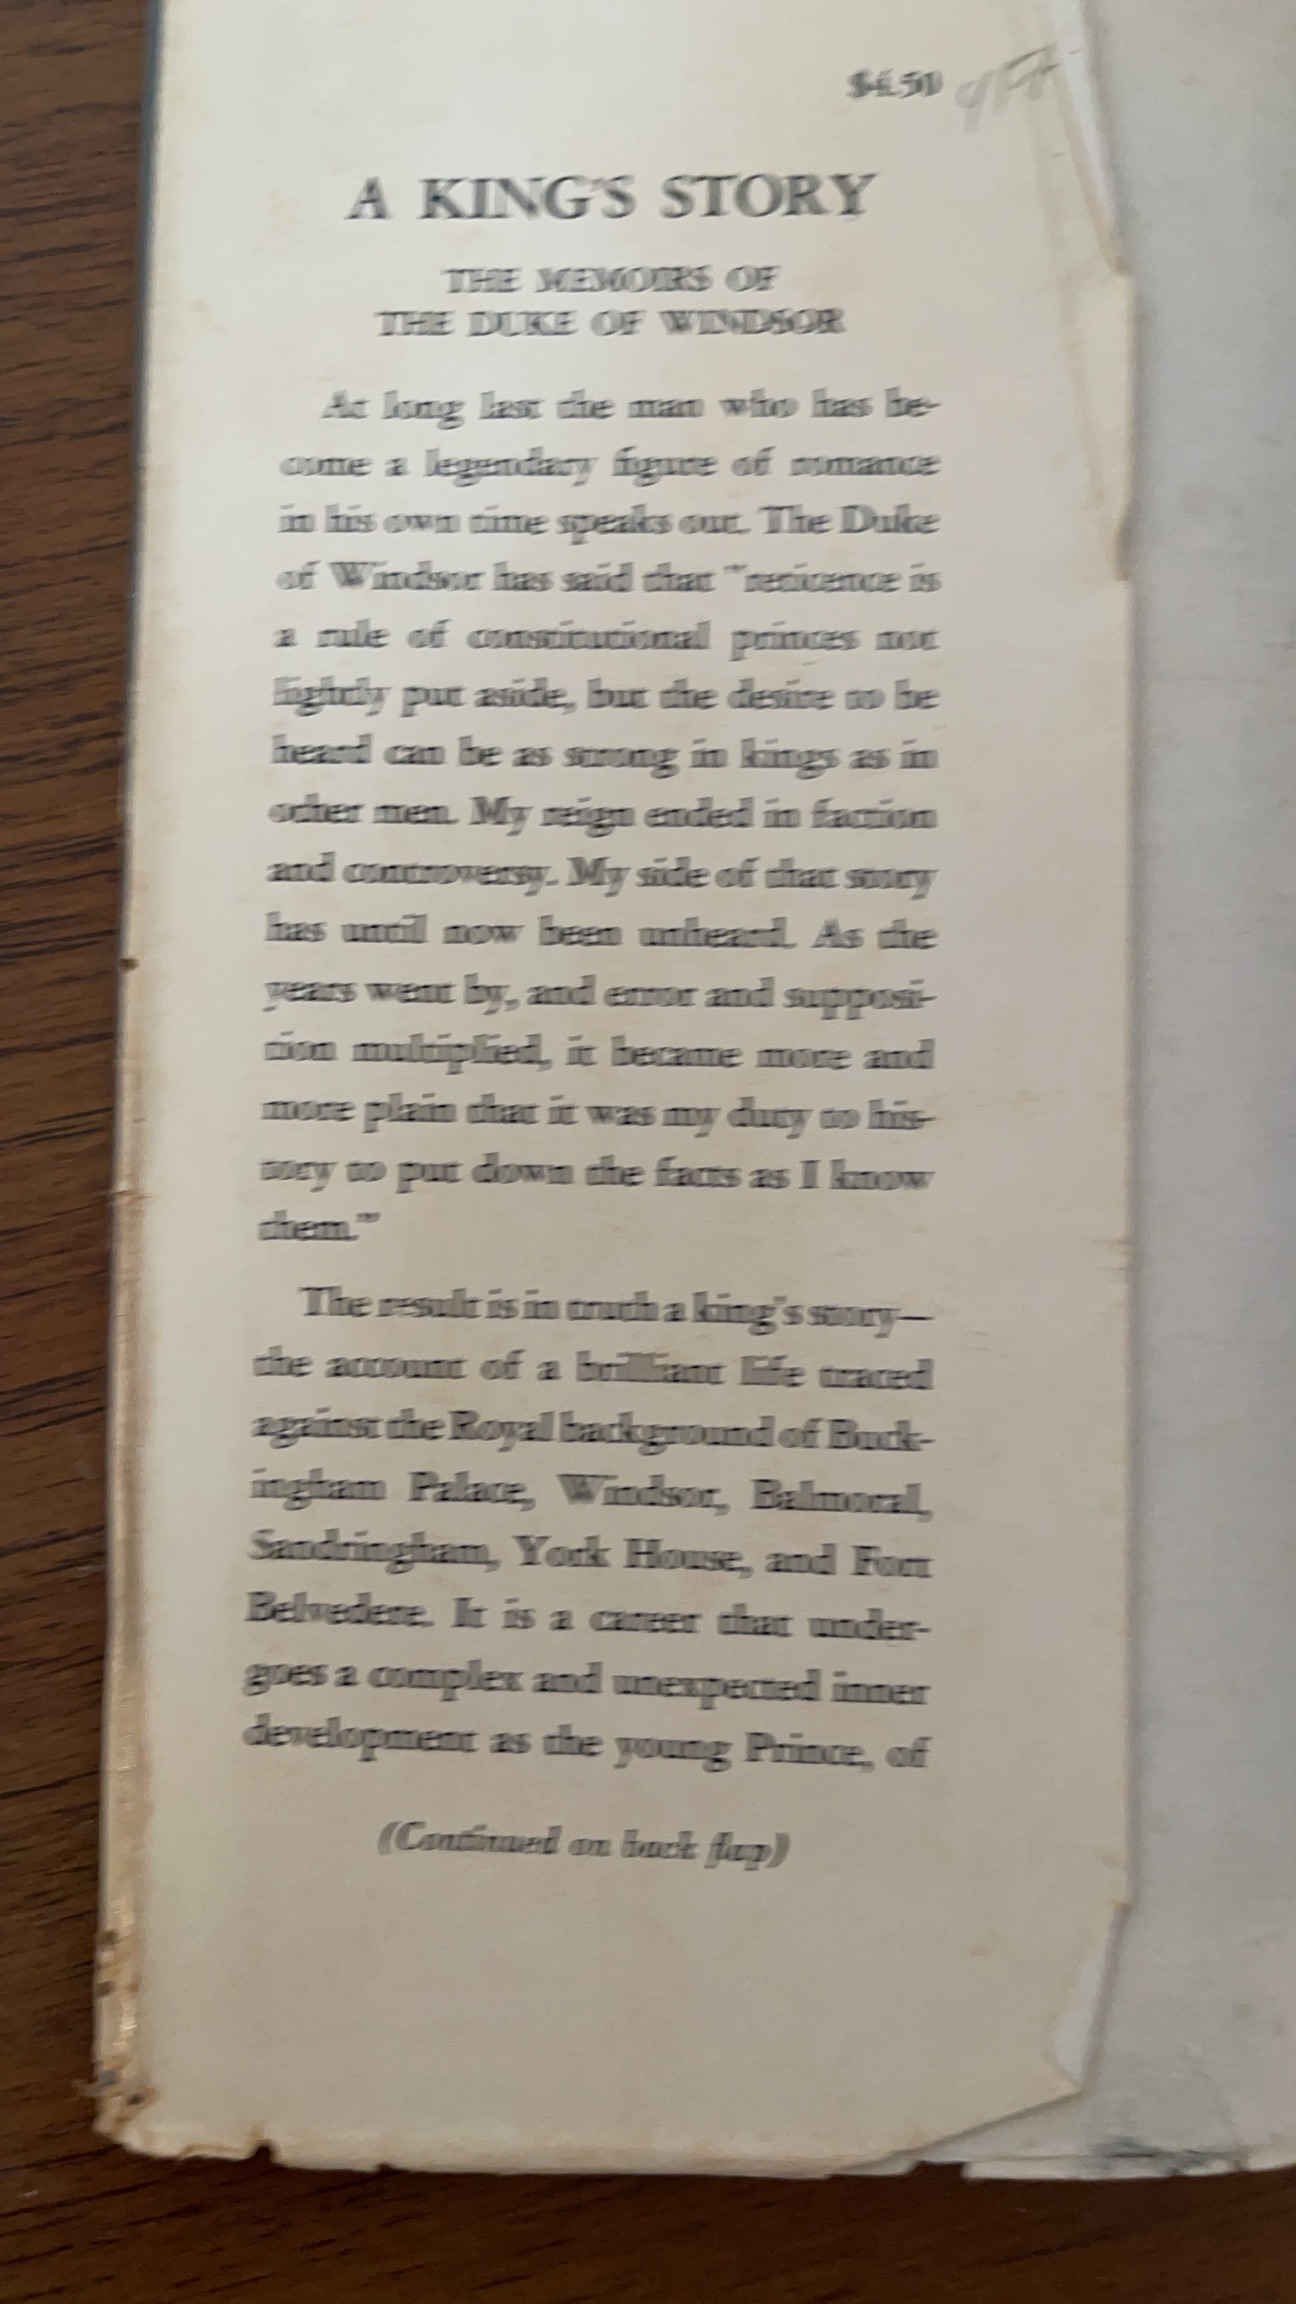 $4.50
A KING'S STORY
THE MEMOIRS OF
THE DUKE OF WINDSOR
At long last the man who has be-
come a legendary figure of romance
in his own time speaks out. The Duke
of Windsor has said that "reticence is
a rule of constitutional princes not
lightly put aside, but the desire to be
heard can be as strong in kings as in
other men. My reign ended in faction
and controversy. My side of that story
has until now been unheard. As the
years went by, and error and supposi-
tion multiplied, it became more and
more plain that it was my duty to his-
tory to put down the facts as I know
them."
The result is in truth a king's story—
the account of a brilliant life traced
against the Royal background of Buck-
ingham Palace, Windsor, Balmoral,
Sandringham, York House, and Fort
Belvedere. It is a career that under-
goes a complex and unexpected inner
development as the young Prince, of
(Continued on back flap)